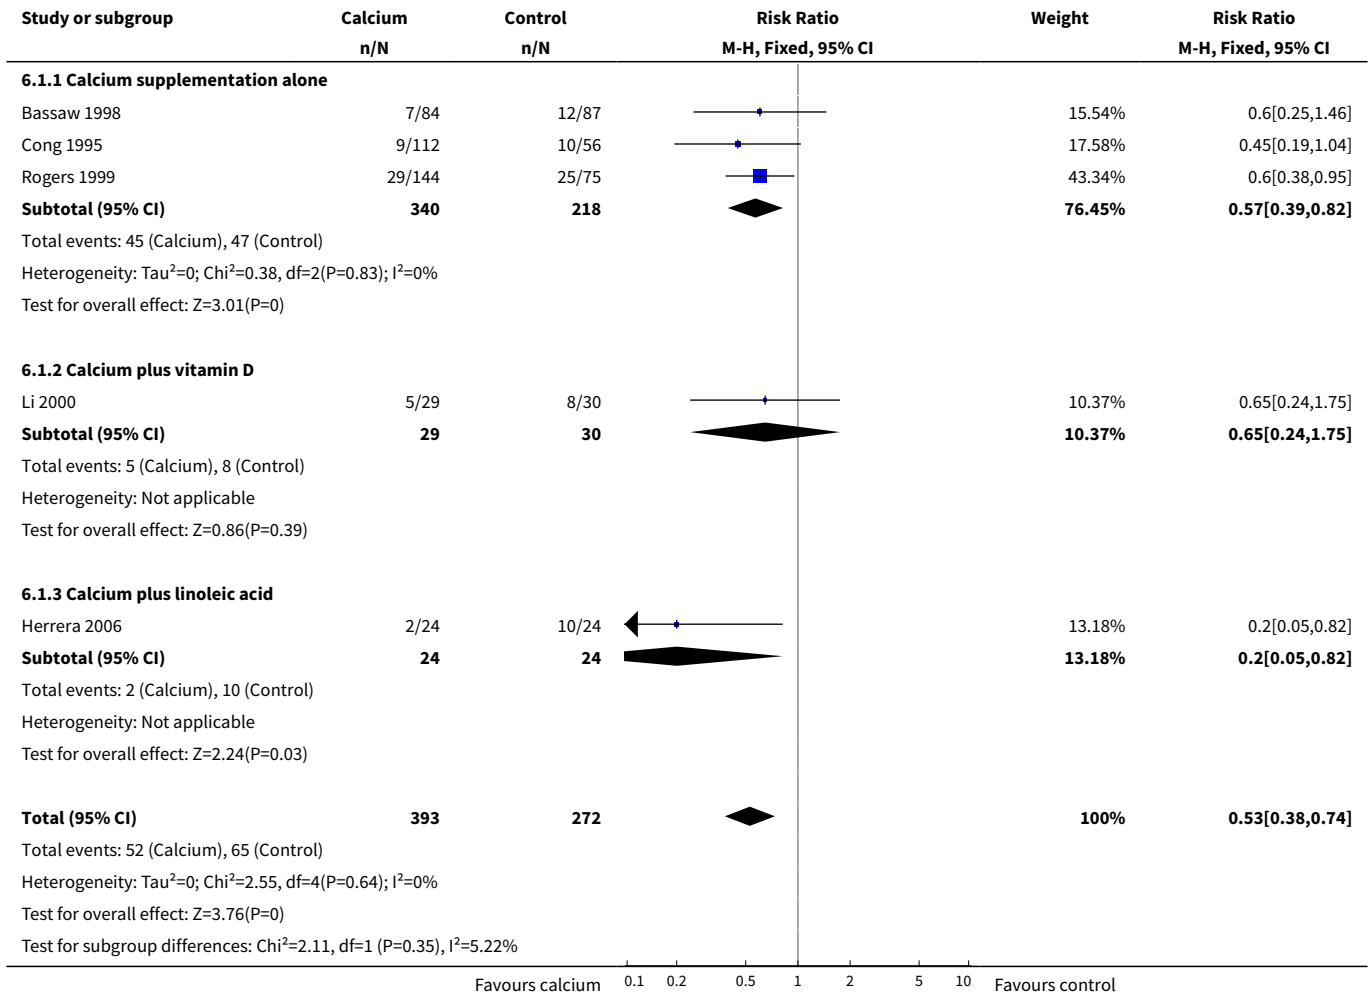 Study or subgroup Calcium Control Risk Ratio Weight Risk Ratio
n/N n/N M-H, Fixed, 95% CI M-H, Fixed, 95% CI
6.1.1 Calcium supplementation alone
Bassaw 1998 7/84 12/87 15.54% 0.6[0.25,1.46]
Cong 1995 9/112 10/56 17.58% 0.45[0.19,1.04]
Rogers 1999 29/144 25/75 43.34% 0.6[0.38,0.95]
Subtotal (95% CI) 340 218 76.45% 0.57[0.39,0.82]
Total events: 45 (Calcium), 47 (Control)
Heterogeneity: Tau²=0; Chi²=0.38, df=2(P=0.83); I²=0%
Test for overall effect: Z=3.01(P=0)
6.1.2 Calcium plus vitamin D
Li 2000 5/29 8/30 10.37% 0.65[0.24,1.75]
Subtotal (95% CI) 29 30 10.37% 0.65[0.24,1.75]
Total events: 5 (Calcium), 8 (Control)
Heterogeneity: Not applicable
Test for overall effect: Z=0.86(P=0.39)
6.1.3 Calcium plus linoleic acid
Herrera 2006 2/24 10/24 13.18% 0.2[0.05,0.82]
Subtotal (95% CI) 24 24 13.18% 0.2[0.05,0.82]
Total events: 2 (Calcium), 10 (Control)
Heterogeneity: Not applicable
Test for overall effect: Z=2.24(P=0.03)
Total (95% CI) 393 272 100% 0.53[0.38,0.74]
Total events: 52 (Calcium), 65 (Control)
Heterogeneity: Tau²=0; Chi²=2.55, df=4(P=0.64); I²=0%
Test for overall effect: Z=3.76(P=0)
Test for subgroup differences: Chi²=2.11, df=1 (P=0.35), I²=5.22%
Favours calcium 0.1 0.2 0.5 1 2 5 10 Favours control